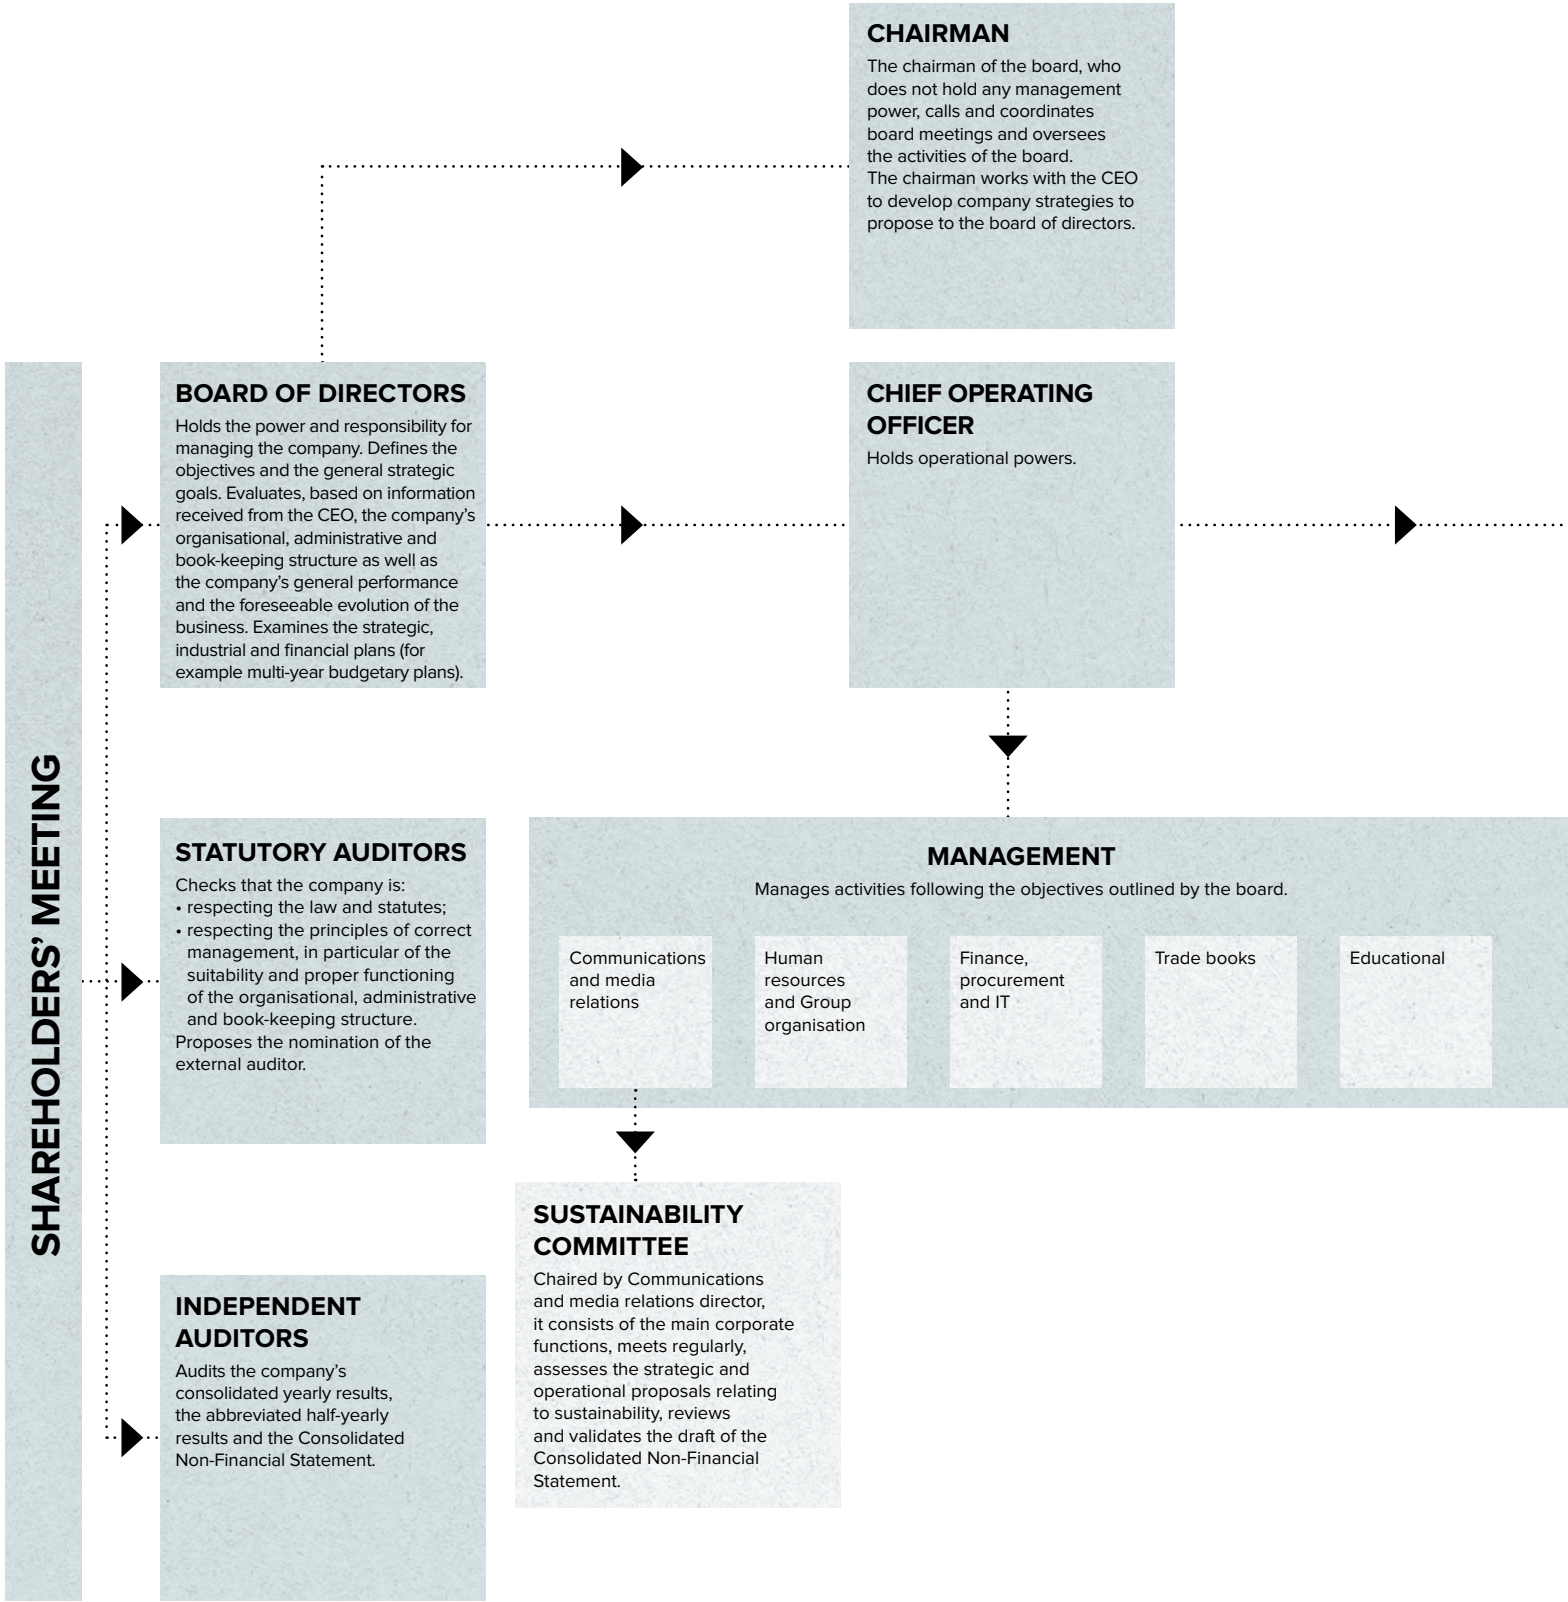 CHAIRMAN
The chairman of the board, who
does not hold any management
power, calls and coordinates
board meetings and oversees
the activities of the board.
The chairman works with the CEO
to develop company strategies to
propose to the board of directors.
SHAREHOLDERS’ MEETING
BOARD OF DIRECTORS
Holds the power and responsibility for
managing the company. Defines the
objectives and the general strategic
goals. Evaluates, based on information
received from the CEO, the company’s
organisational, administrative and
book-keeping structure as well as
the company’s general performance
and the foreseeable evolution of the
business. Examines the strategic,
industrial and financial plans (for
example multi-year budgetary plans).
CHIEF OPERATING
OFFICER
Holds operational powers.
STATUTORY AUDITORS
Checks that the company is:
• respecting the law and statutes;
• respecting the principles of correct
management, in particular of the
suitability and proper functioning
of the organisational, administrative
and book-keeping structure.
Proposes the nomination of the
external auditor.
MANAGEMENT
Manages activities following the objectives outlined by the board.
Communications
and media
relations
Human
resources
and Group
organisation
Finance,
procurement
and IT
Trade books
Educational
SUSTAINABILITY
COMMITTEE
Chaired by Communications
and media relations director,
it consists of the main corporate
functions, meets regularly,
assesses the strategic and
operational proposals relating
to sustainability, reviews
and validates the draft of the
Consolidated Non-Financial
Statement.
INDEPENDENT
AUDITORS
Audits the company’s
consolidated yearly results,
the abbreviated half-yearly
results and the Consolidated
Non-Financial Statement.